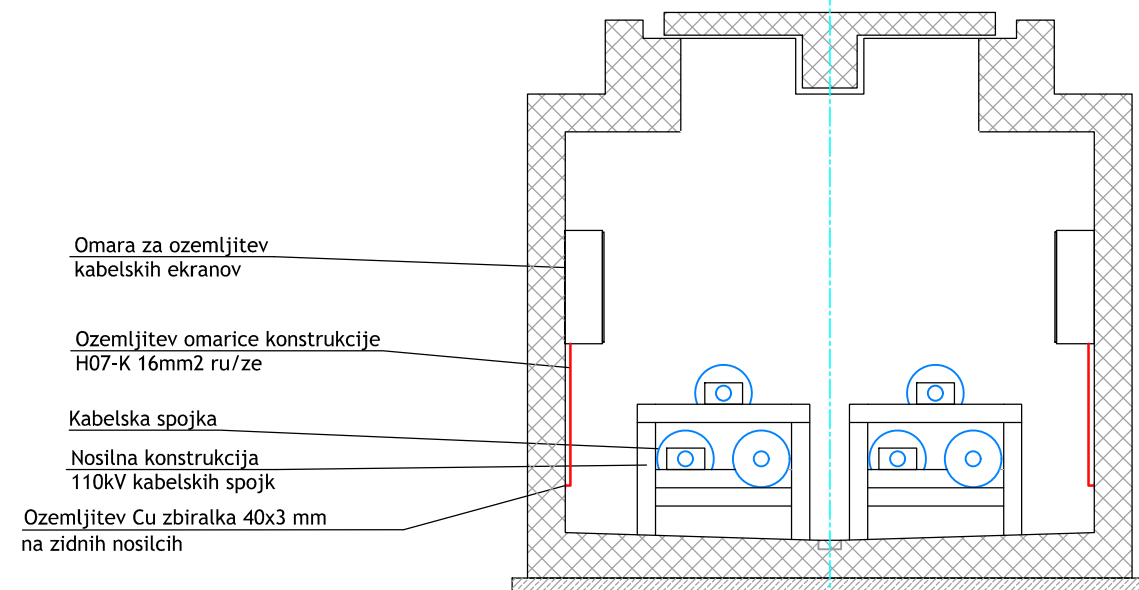 Omara za ozemljitev
kabelskih ekranov
Ozemljitev omarice konstrukcije
H07-K 16mm2 ru/ze
Kabelska spojka
Nosilna konstrukcija
110kV kabelskih spojk
Ozemljitev Cu zbiralka 40x3 mm
na zidnih nosilcih